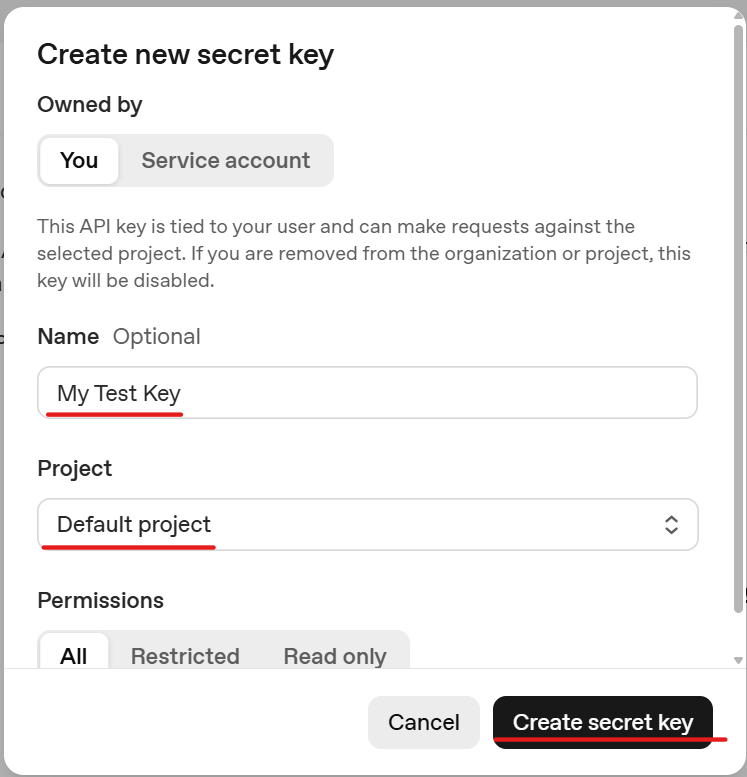 Create new secret key
Owned by
You Service account
This API key is tied to your user and can make requests against the
selected project. If you are removed from the organization or project, this
key will be disabled.
Name Optional
My Test Key
Project
Default project
Permissions
All Restricted Read only
Cancel Create secret key